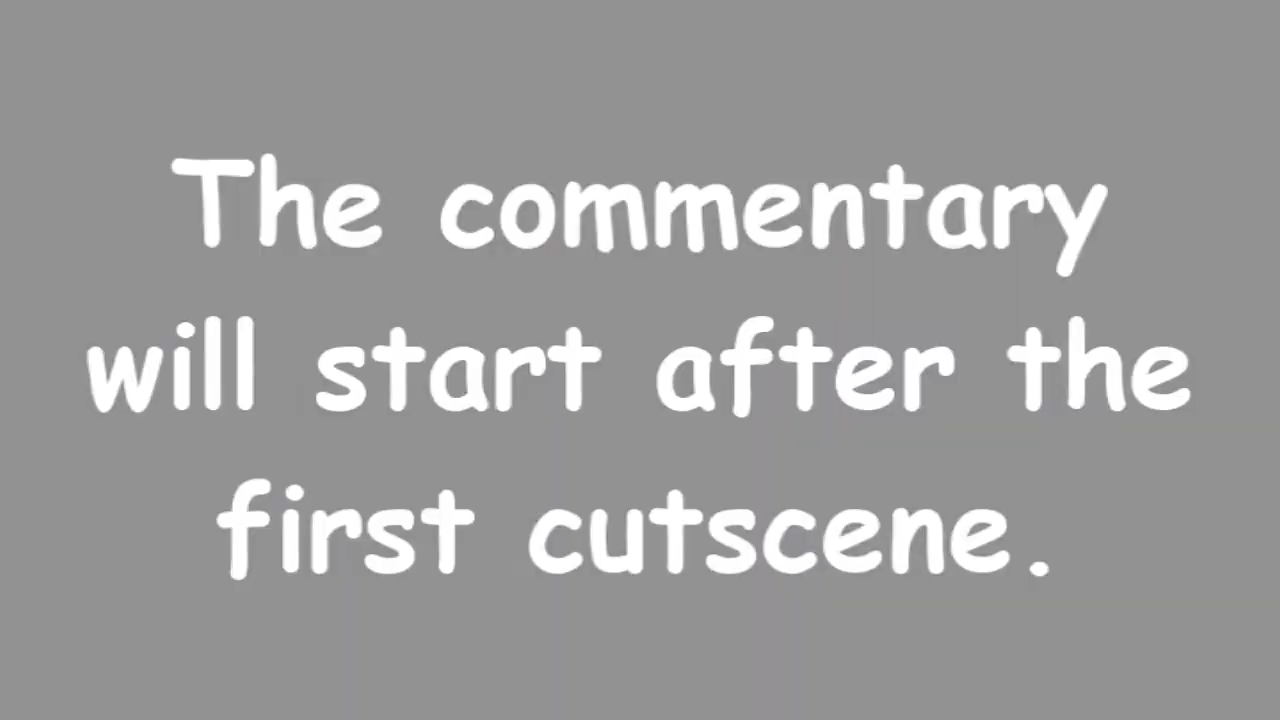 The commentary
will start after the
first cutscene.